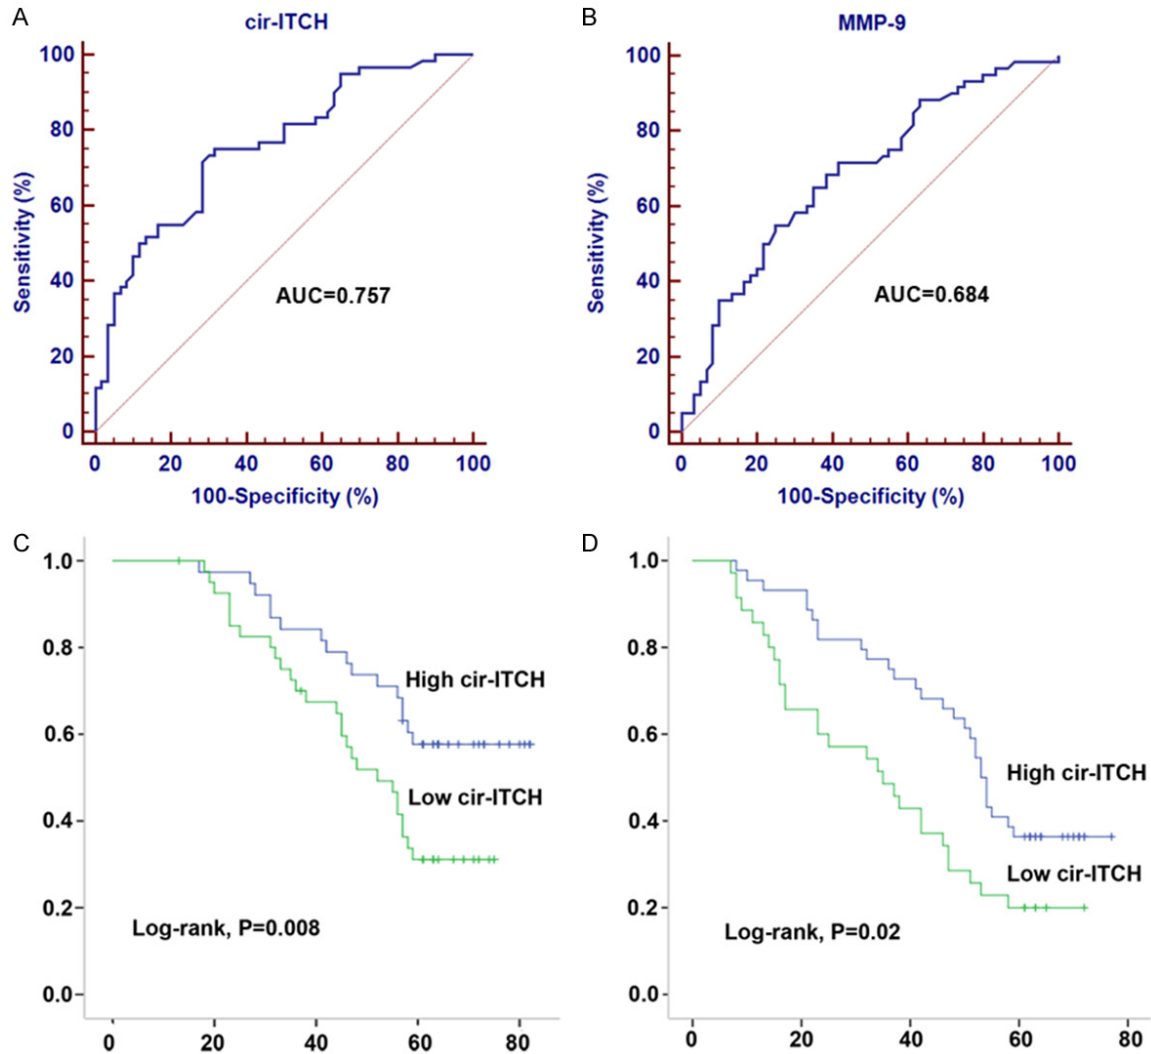 A
cir-ITCH
100
80
60
40
20
0
Sensitivity (%)
AUC=0.757
0 20 40 60 80 100
100-Specificity (%)
B
MMP-9
100
80
60
40
20
0
Sensitivity (%)
AUC=0.684
0 20 40 60 80 100
100-Specificity (%)
C
1.0
0.8
0.6
0.4
0.2
0.0
High cir-ITCH
Low cir-ITCH
Log-rank, P=0.008
0 20 40 60 80
D
1.0
0.8
0.6
0.4
0.2
0.0
High cir-ITCH
Low cir-ITCH
Log-rank, P=0.02
0 20 40 60 80